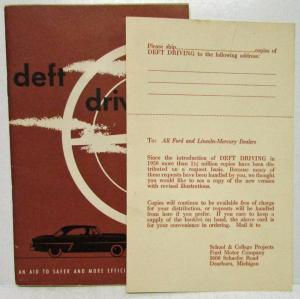 deft
dri
AN AID TO SAFER AND MORE EFFICI
Please ship copies of
DEFT DRIVING to the following address:
To: All Ford and Lincoln-Mercury Dealers
Since the introduction of DEFT DRIVING in
1950 more than 1½ million copies have been dis-
tributed on a request basis. Because many of
these requests have been handled by you, we thought
you would like to see a copy of the new version
with revised illustrations.
Copies will continue to be available free of charge
for your distribution, or requests will be handled
from here if you prefer. If you care to keep a
supply of the booklet on hand, the above card is
for your convenience in ordering. Mail it to
School & College Projects
Ford Motor Company
3000 Schaefer Road
Dearborn, Michigan